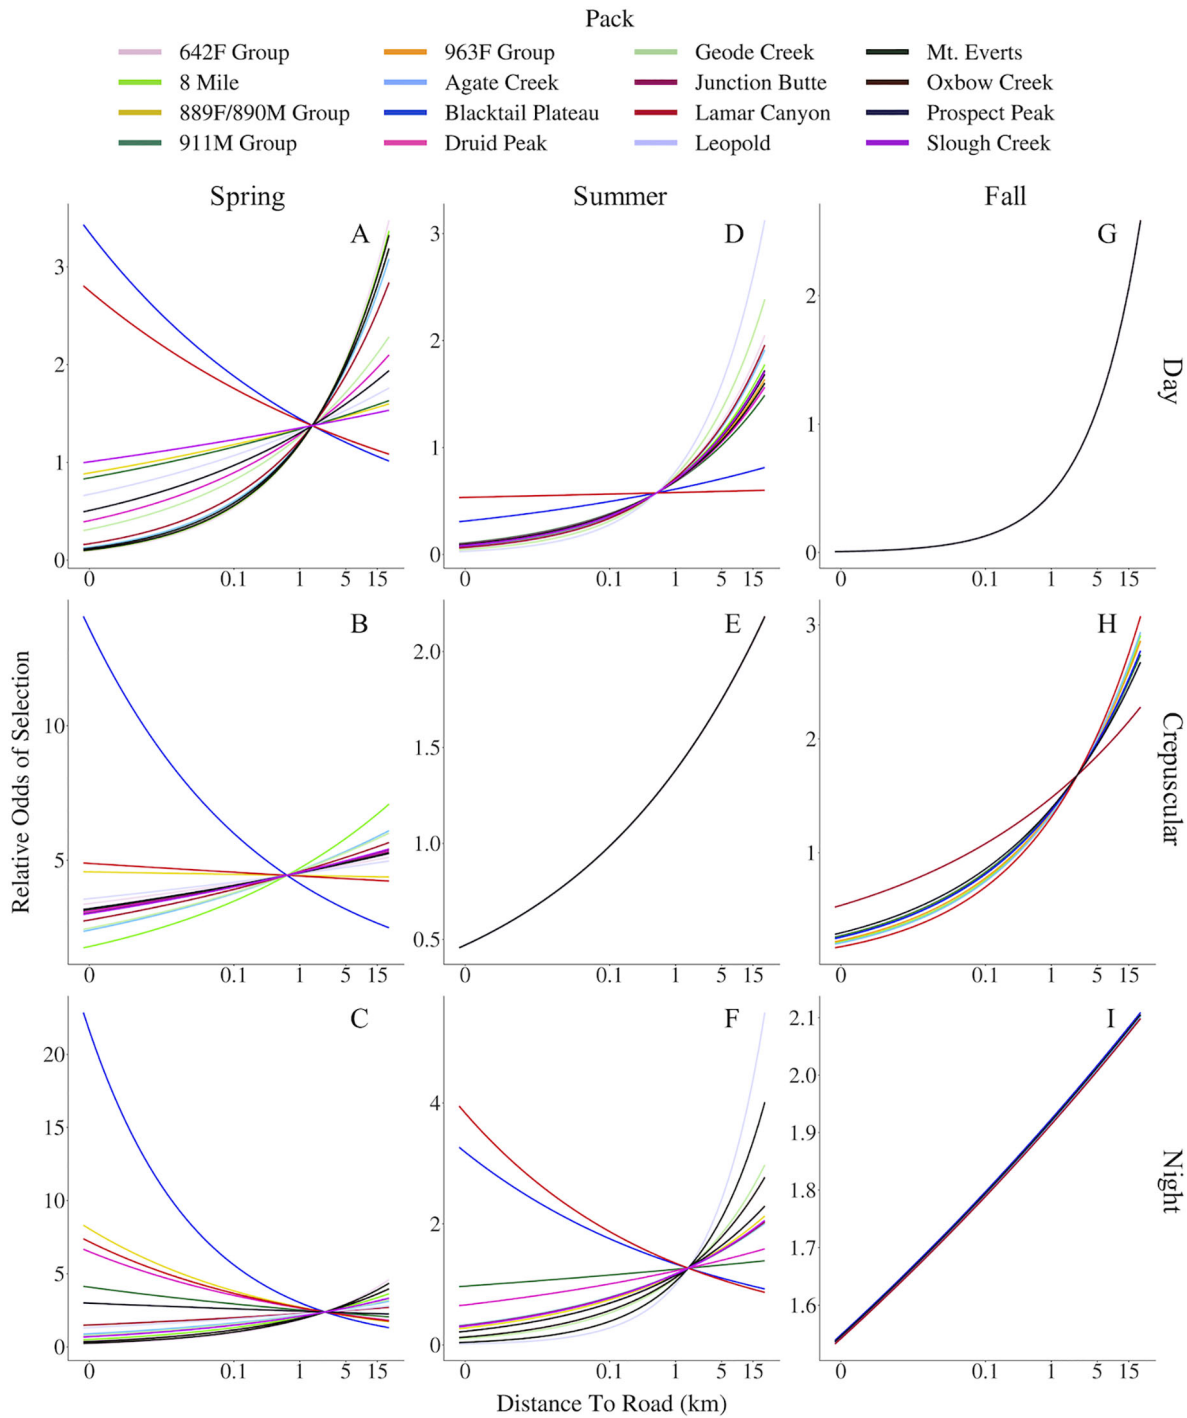 Pack
642F Group 963F Group Geode Creek Mt. Everts
8 Mile Agate Creek Junction Butte Oxbow Creek
889F/890M Group Blacktail Plateau Lamar Canyon Prospect Peak
911M Group Druid Peak Leopold Slough Creek
Spring Summer Fall
A D G
3
2
1
0
0 0.1 1 5 15
3
2
1
0
0 0.1 1 5 15
2
1
0
0 0.1 1 5 15
Day
B E H
10
5
0 0.1 1 5 15
2.0
1.5
1.0
0.5
0 0.1 1 5 15
3
2
1
0 0.1 1 5 15
Crepuscular
Relative Odds of Selection
C F I
20
15
10
5
0
0 0.1 1 5 15
4
2
0
0 0.1 1 5 15
2.1
2.0
1.9
1.8
1.7
1.6
0 0.1 1 5 15
Night
Distance To Road (km)